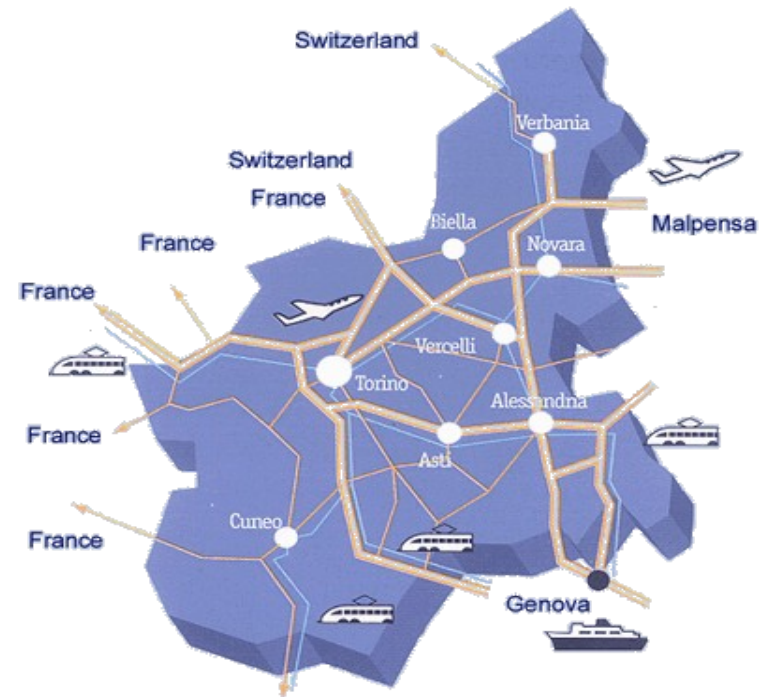 Switzerland
Verbania
Switzerland
France
Malpensa
Biella
France
Novara
France
Vercelli
Torino
Alessandria
France
Asti
Cuneo
France
Genova